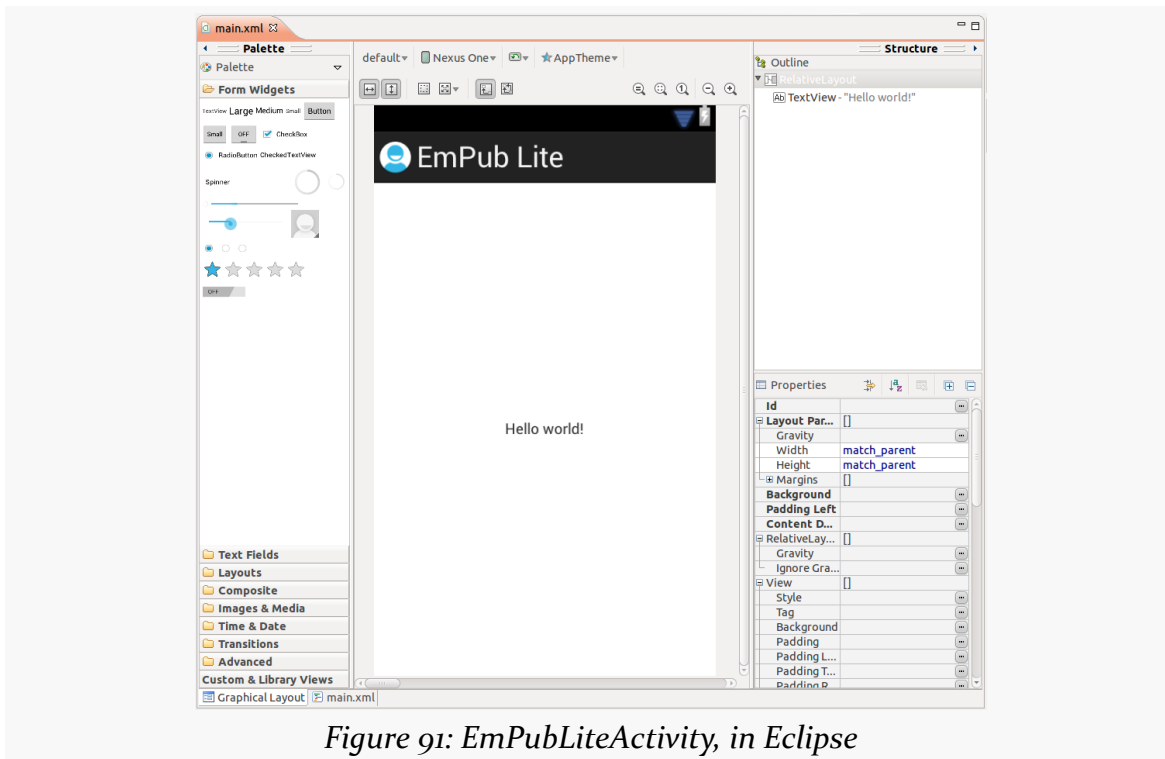 main.xml
Palette
Palette
Form Widgets
TextView Large Medium Small Button
Small OFF CheckBox
RadioButton CheckedTextView
Spinner
OFF
Text Fields
Layouts
Composite
Images & Media
Time & Date
Transitions
Advanced
Custom & Library Views
Graphical Layout main.xml
default Nexus One AppTheme
EmPub Lite
Hello world!
Structure
Outline
RelativeLayout
Ab TextView - "Hello world!"
Properties
Id
Layout Par... []
Gravity
Width match_parent
Height match_parent
Margins []
Background
Padding Left
Content D...
RelativeLay... []
Gravity
Ignore Gra...
View []
Style
Tag
Background
Padding
Padding L...
Padding T...
Padding R
Figure 91: EmPubLiteActivity, in Eclipse